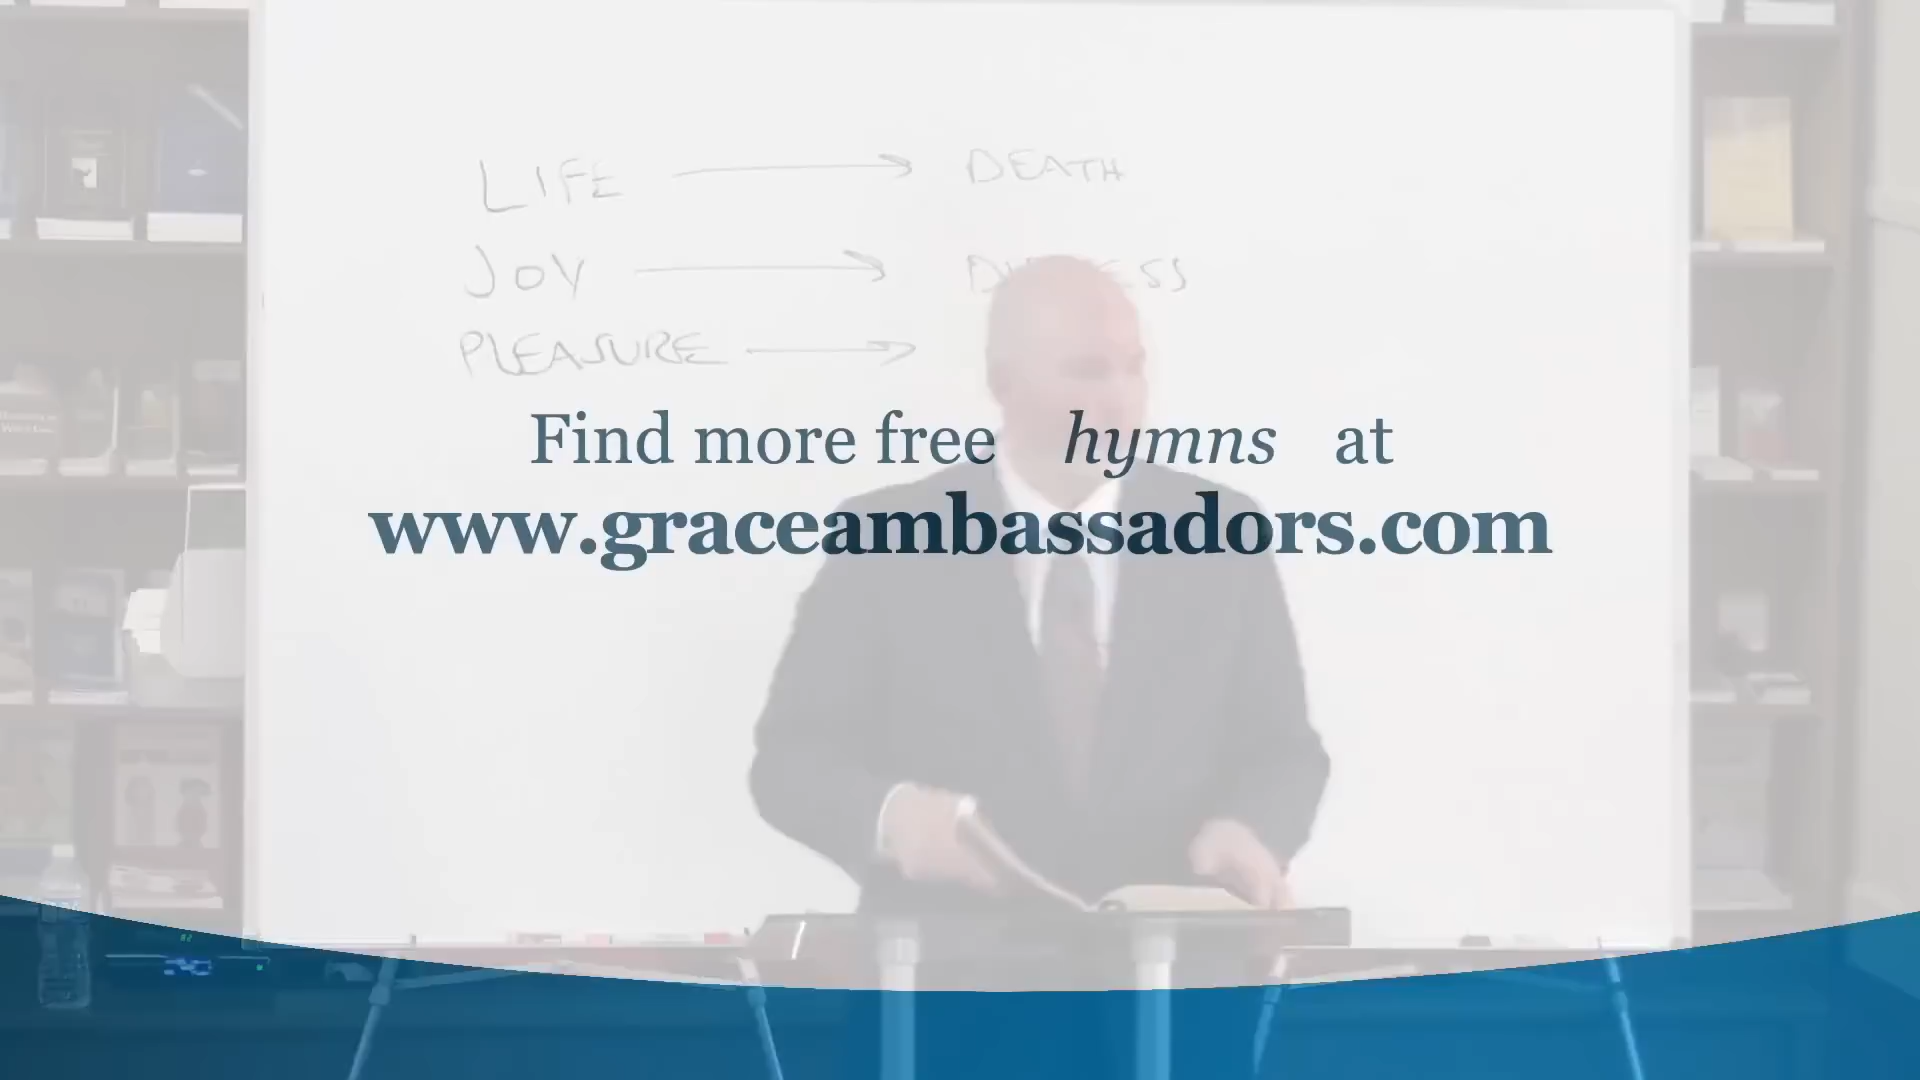 LIFE → DEATH
JOY →
PLEASURE →
Find more free hymns at
www.graceambassadors.com